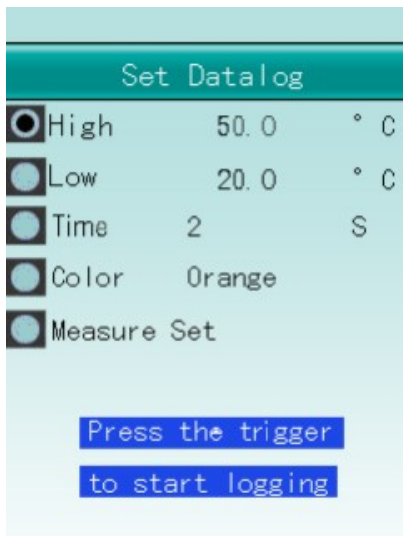 Set Datalog
High 50.0 ° C
Low 20.0 ° C
Time 2 S
Color Orange
Measure Set
Press the trigger
to start logging